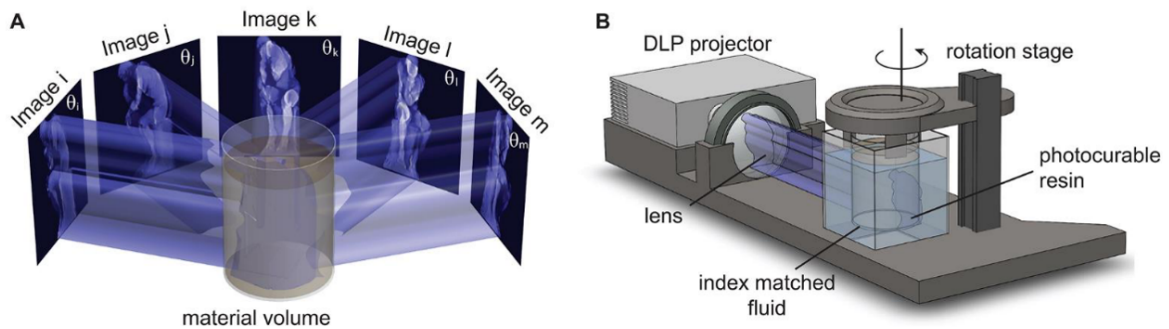 A
Image i
θi
Image j
θj
Image k
θk
Image l
θl
Image m
θm
material volume
B
DLP projector
rotation stage
photocurable
resin
lens
index matched
fluid